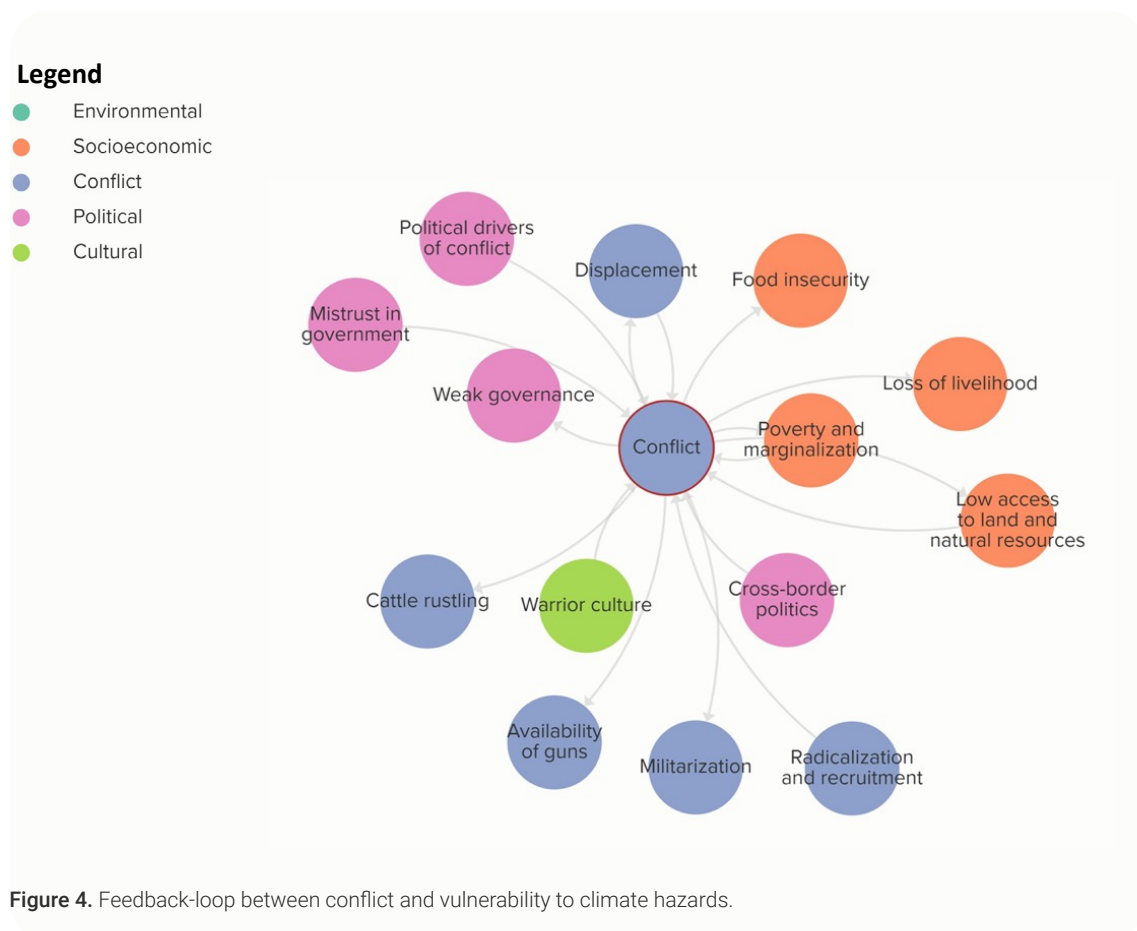 Legend
Environmental
Socioeconomic
Conflict
Political
Cultural
Political drivers
of conflict
Displacement
Food insecurity
Mistrust in
government
Weak governance
Loss of livelihood
Conflict
Poverty and
marginalization
Low access
to land and
natural resources
Cattle rustling
Warrior culture
Cross-border
politics
Availability
of guns
Militarization
Radicalization
and recruitment
Figure 4. Feedback-loop between conflict and vulnerability to climate hazards.